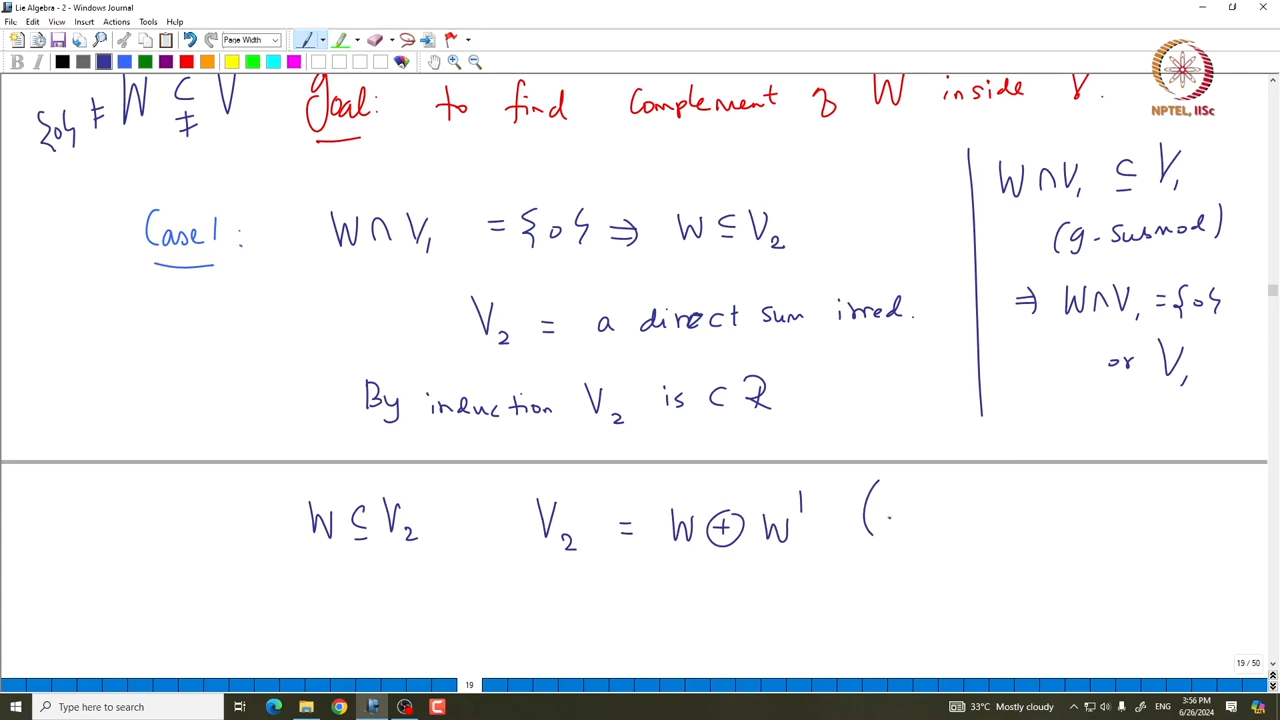 Lie Algebra - 2 - Windows Journal
File Edit View Insert Actions Tools Help
Page Width
B I
NPTEL, IISc
{0} ≠ W ⊊ V Goal: to find complement of W inside V.
Case 1: W ∩ V₁ = {0} ⇒ W ⊆ V₂
V₂ = a direct sum irred.
By induction V₂ is C R
W ∩ V₁ ⊆ V₁
(g-submod)
⇒ W ∩ V₁ = {0}
or V₁
W ⊆ V₂ V₂ = W ⊕ W' (
19 / 50
19
Type here to search
33°C Mostly cloudy
ENG
3:56 PM
6/26/2024